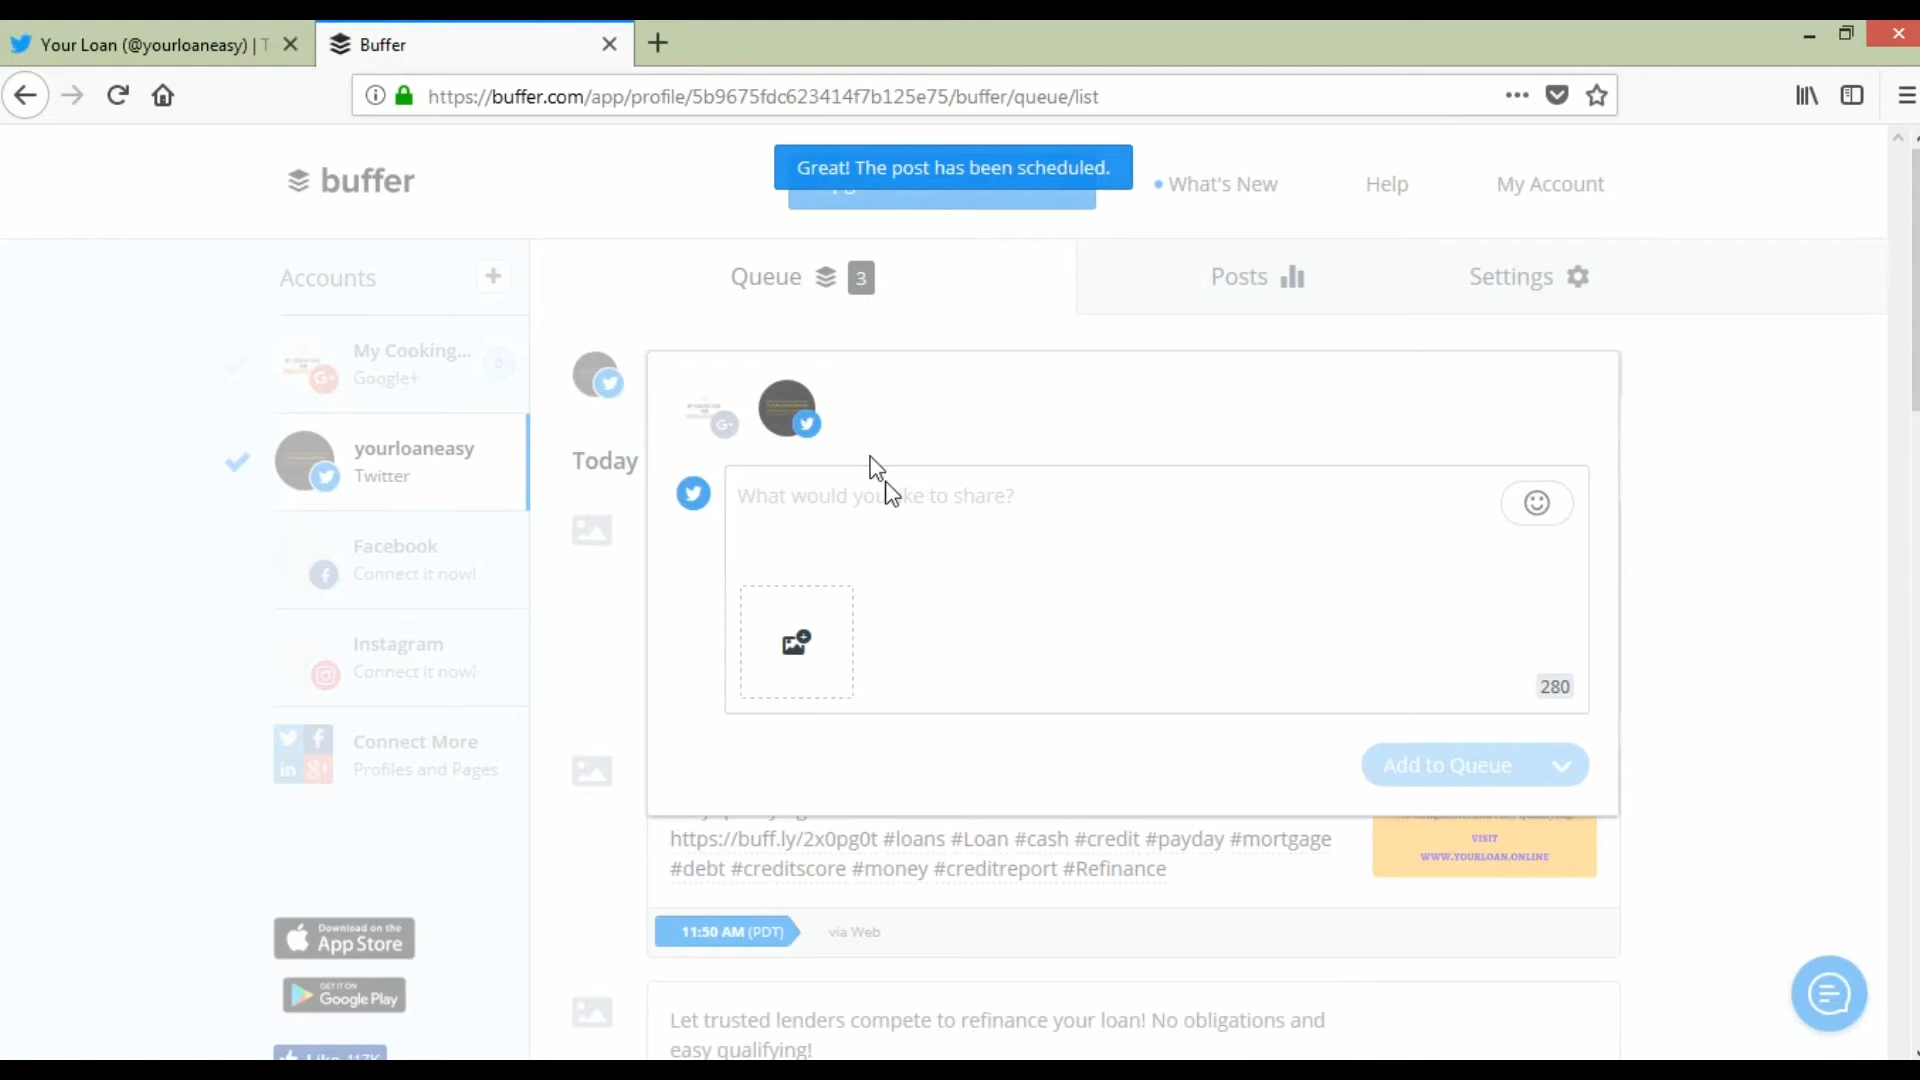 Your Loan (@yourloaneasy) | T
Buffer
https://buffer.com/app/profile/5b9675fdc623414f7b125e75/buffer/queue/list
buffer
Great! The post has been scheduled.
What's New
Help
My Account
Accounts
Queue 3
Posts
Settings
My Cooking...
Google+
0
yourloaneasy
Twitter
Facebook
Connect it now!
Instagram
Connect it now!
Connect More
Profiles and Pages
Download on the
App Store
GET IT ON
Google Play
Like 117K
Today
What would you like to share?
280
Add to Queue
https://buff.ly/2x0pg0t #loans #Loan #cash #credit #payday #mortgage
#debt #creditscore #money #creditreport #Refinance
VISIT
WWW.YOURLOAN.ONLINE
11:50 AM (PDT)
via Web
Let trusted lenders compete to refinance your loan! No obligations and
easy qualifying!